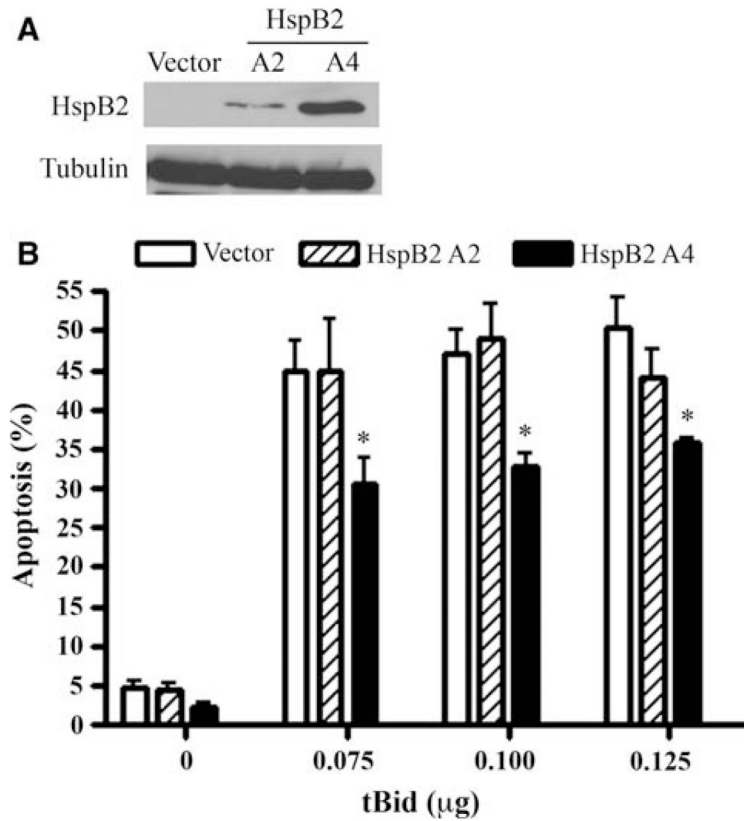 A
HspB2
Vector A2 A4
HspB2
Tubulin
B
Vector HspB2 A2 HspB2 A4
55
50
45
40
35
30
25
20
15
10
5
0
Apoptosis (%)
* * *
0 0.075 0.100 0.125
tBid (μg)